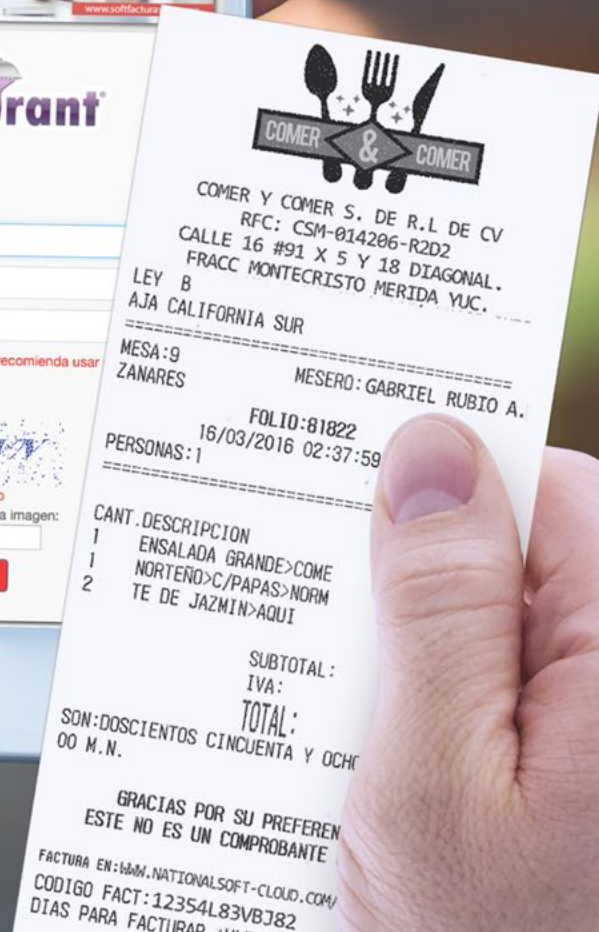 www.softfacturas
rant
recomienda usar
a imagen:
COMER & COMER
COMER Y COMER S. DE R.L DE CV
RFC: CSM-014206-R2D2
CALLE 16 #91 X 5 Y 18 DIAGONAL.
FRACC MONTECRISTO MERIDA YUC.
LEY B
AJA CALIFORNIA SUR
MESA:9 MESERO:GABRIEL RUBIO A.
ZANARES
FOLIO:81822
16/03/2016 02:37:59
PERSONAS:1
CANT.DESCRIPCION
1 ENSALADA GRANDE>COME
1 NORTEÑO>C/PAPAS>NORM
2 TE DE JAZMIN>AQUI
SUBTOTAL:
IVA:
TOTAL:
SON:DOSCIENTOS CINCUENTA Y OCHO
00 M.N.
GRACIAS POR SU PREFEREN
ESTE NO ES UN COMPROBANTE
FACTURA EN:WWW.NATIONALSOFT-CLOUD.COM/
CODIGO FACT:12354L83VBJ82
DIAS PARA FACTURAR